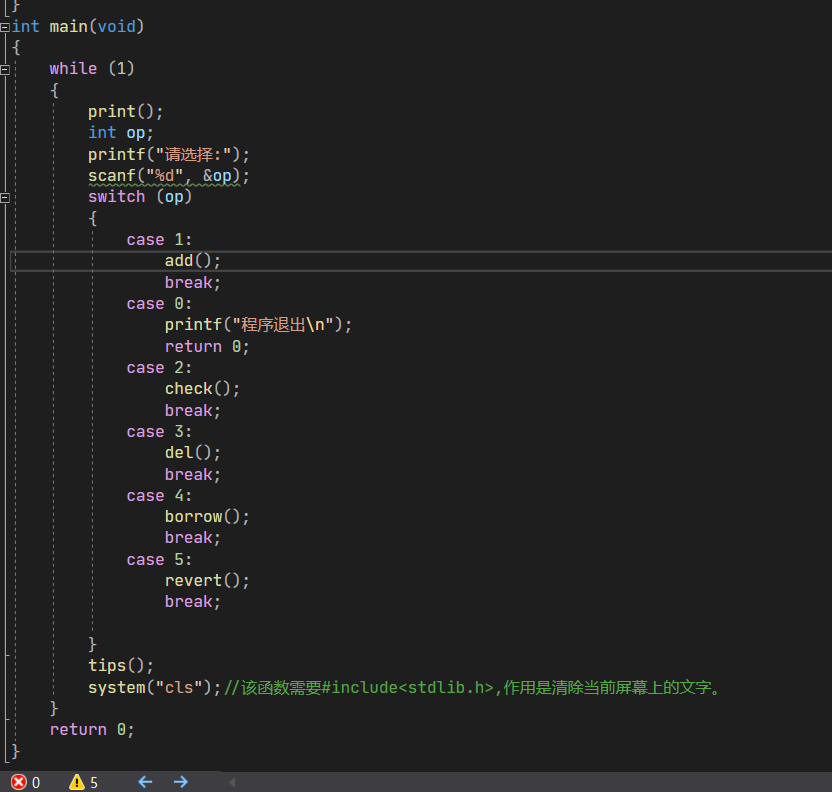 }
int main(void)
{
    while (1)
    {
        print();
        int op;
        printf("请选择:");
        scanf("%d", &op);
        switch (op)
        {
            case 1:
                add();
                break;
            case 0:
                printf("程序退出\n");
                return 0;
            case 2:
                check();
                break;
            case 3:
                del();
                break;
            case 4:
                borrow();
                break;
            case 5:
                revert();
                break;

        }
        tips();
        system("cls");//该函数需要#include<stdlib.h>,作用是清除当前屏幕上的文字。
    }
    return 0;
}
0 5